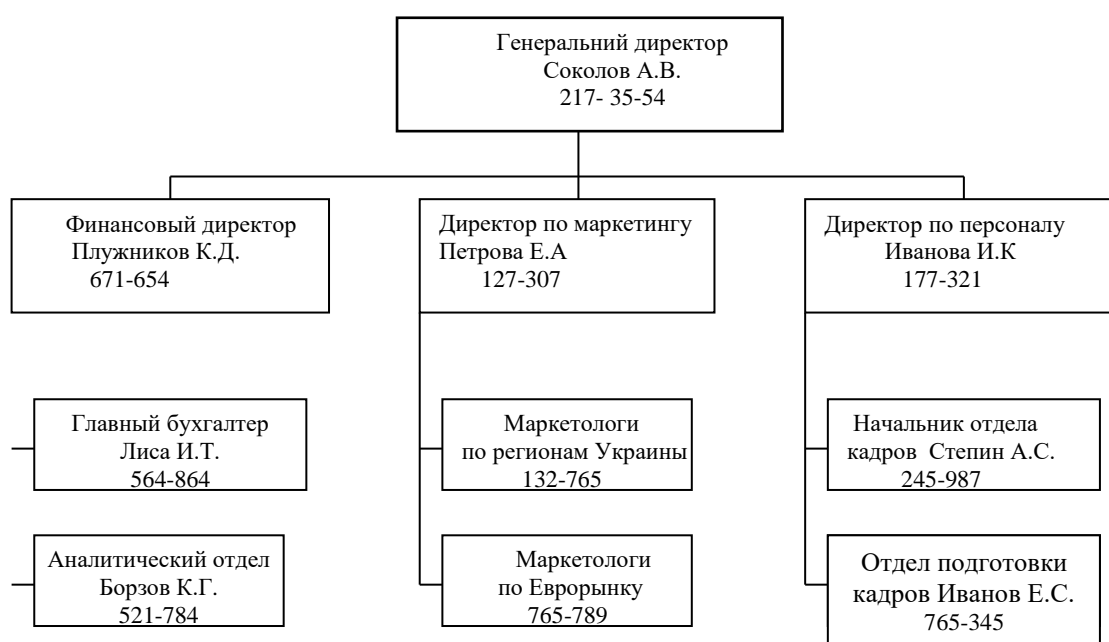 Генеральний директор
Соколов А.В.
217- 35-54
Финансовый директор
Плужников К.Д.
671-654
Директор по маркетингу
Петрова Е.А
127-307
Директор по персоналу
Иванова И.К
177-321
Главный бухгалтер
Лиса И.Т.
564-864
Маркетологи
по регионам Украины
132-765
Начальник отдела
кадров Степин А.С.
245-987
Аналитический отдел
Борзов К.Г.
521-784
Маркетологи
по Еврорынку
765-789
Отдел подготовки
кадров Иванов Е.С.
765-345